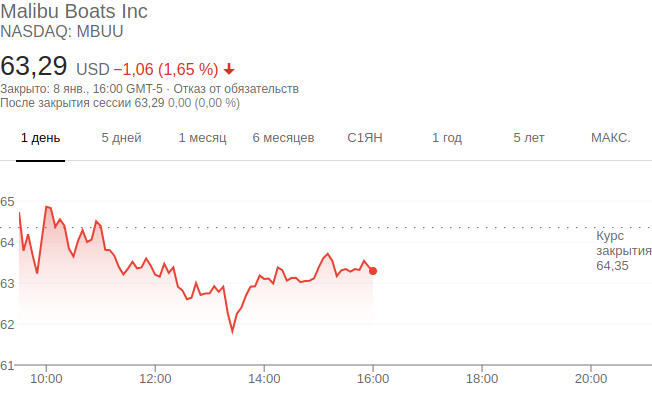 Malibu Boats Inc
NASDAQ: MBUU
63,29 USD −1,06 (1,65 %)
Закрыто: 8 янв., 16:00 GMT-5 · Отказ от обязательств
После закрытия сессии 63,29 0,00 (0,00 %)
1 день 5 дней 1 месяц 6 месяцев С1ЯН 1 год 5 лет МАКС.
65
64
63
62
61
Курс
закрытия
64,35
10:00 12:00 14:00 16:00 18:00 20:00